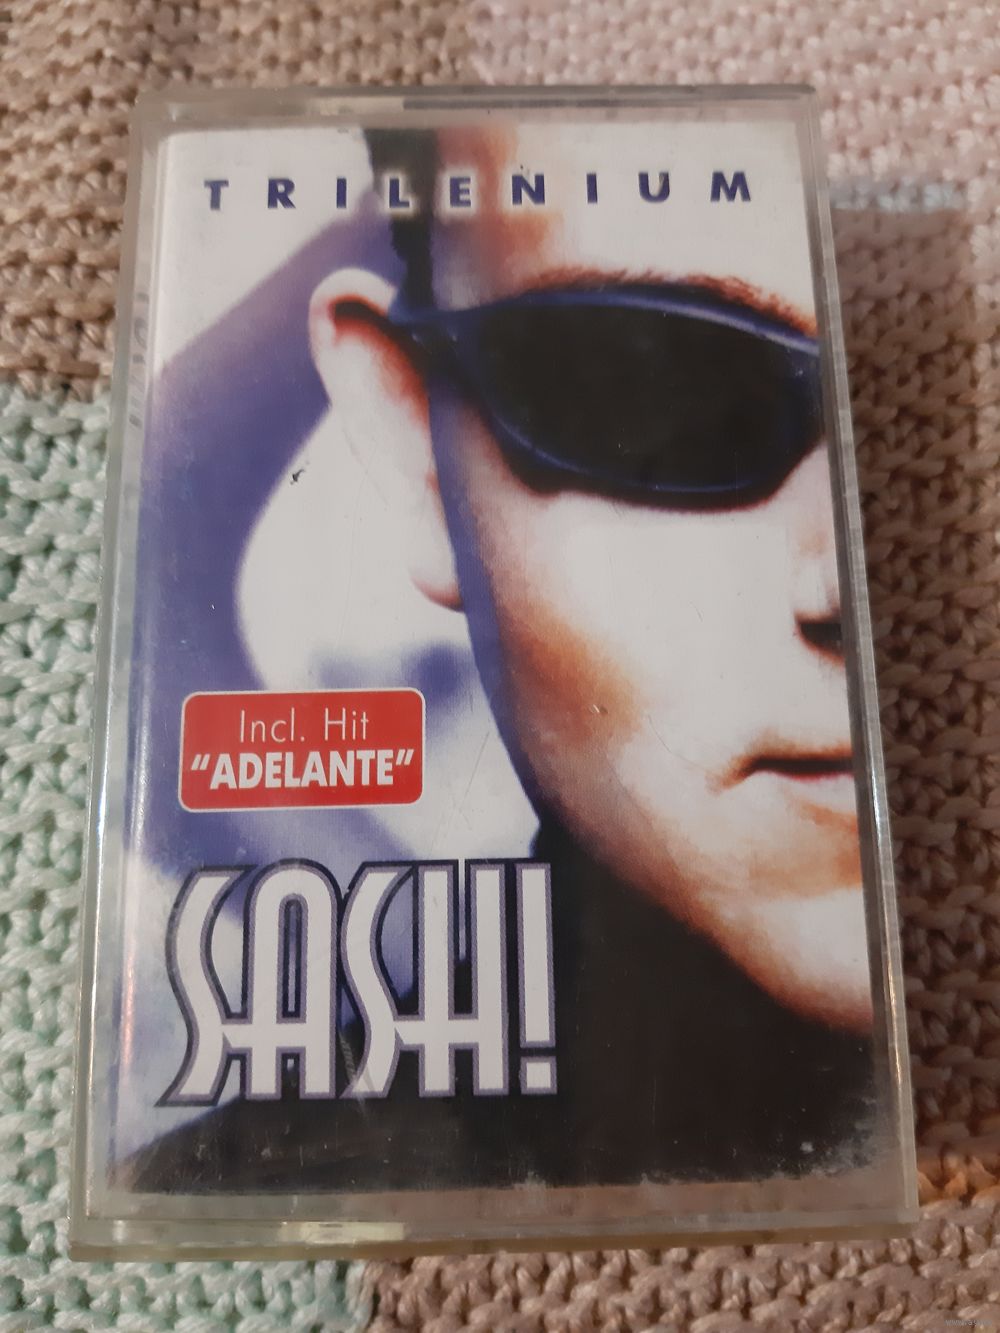 TRILENIUM
Incl. Hit
"ADELANTE"
SASH!